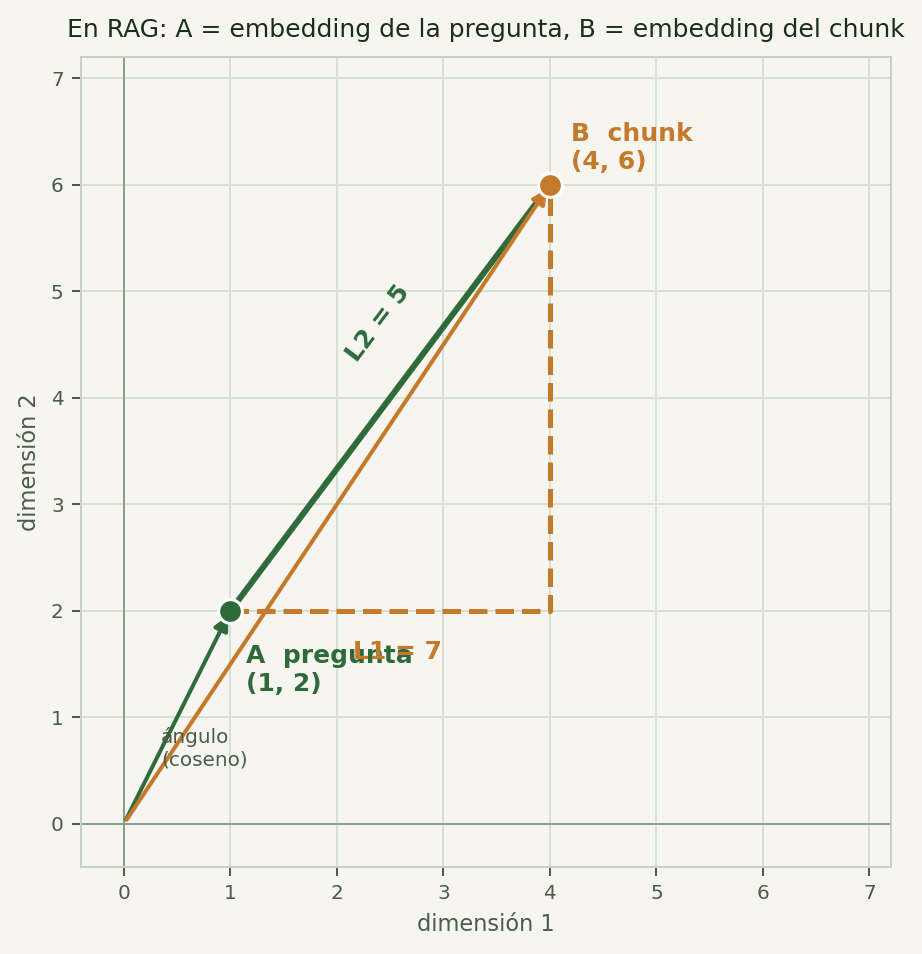 En RAG: A = embedding de la pregunta, B = embedding del chunk
7
B  chunk
(4, 6)
6
5
L2 = 5
4
dimensión 2
3
2
A  pregunta
L1 = 7
(1, 2)
1
ángulo
(coseno)
0
0 1 2 3 4 5 6 7
dimensión 1